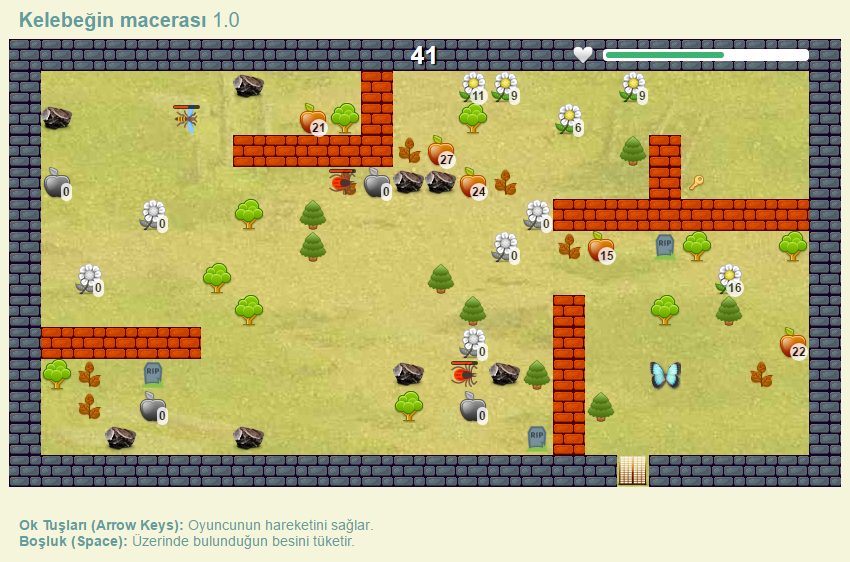 Kelebeğin macerası 1.0
41
11 9 9
21 6
27
0 0 24
0 0
0 15 RIP
0 16
0 22
RIP
0 0
RIP
Ok Tuşları (Arrow Keys): Oyuncunun hareketini sağlar.
Boşluk (Space): Üzerinde bulunduğun besini tüketir.